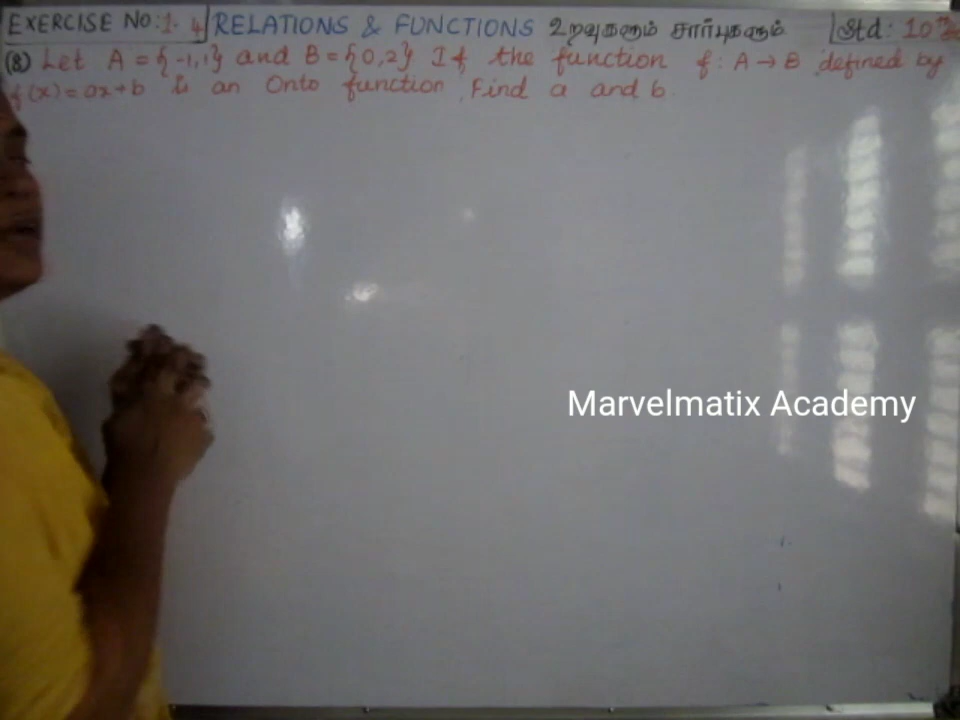 EXERCISE NO: 1.4 RELATIONS & FUNCTIONS உறவுகளும் சார்புகளும் Std: 10th
(8) Let A = {-1,1} and B = {0,2} If the function f: A → B defined by
f(x) = ax+b is an Onto function, Find a and b.
Marvelmatix Academy